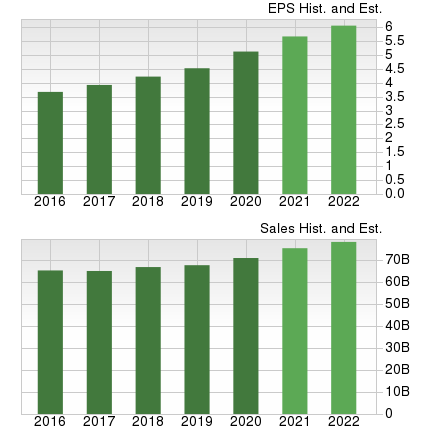 EPS Hist. and Est.
6
5.5
5
4.5
4
3.5
3
2.5
2
1.5
1
0.5
0.0
2016 2017 2018 2019 2020 2021 2022
Sales Hist. and Est.
70B
60B
50B
40B
30B
20B
10B
0
2016 2017 2018 2019 2020 2021 2022